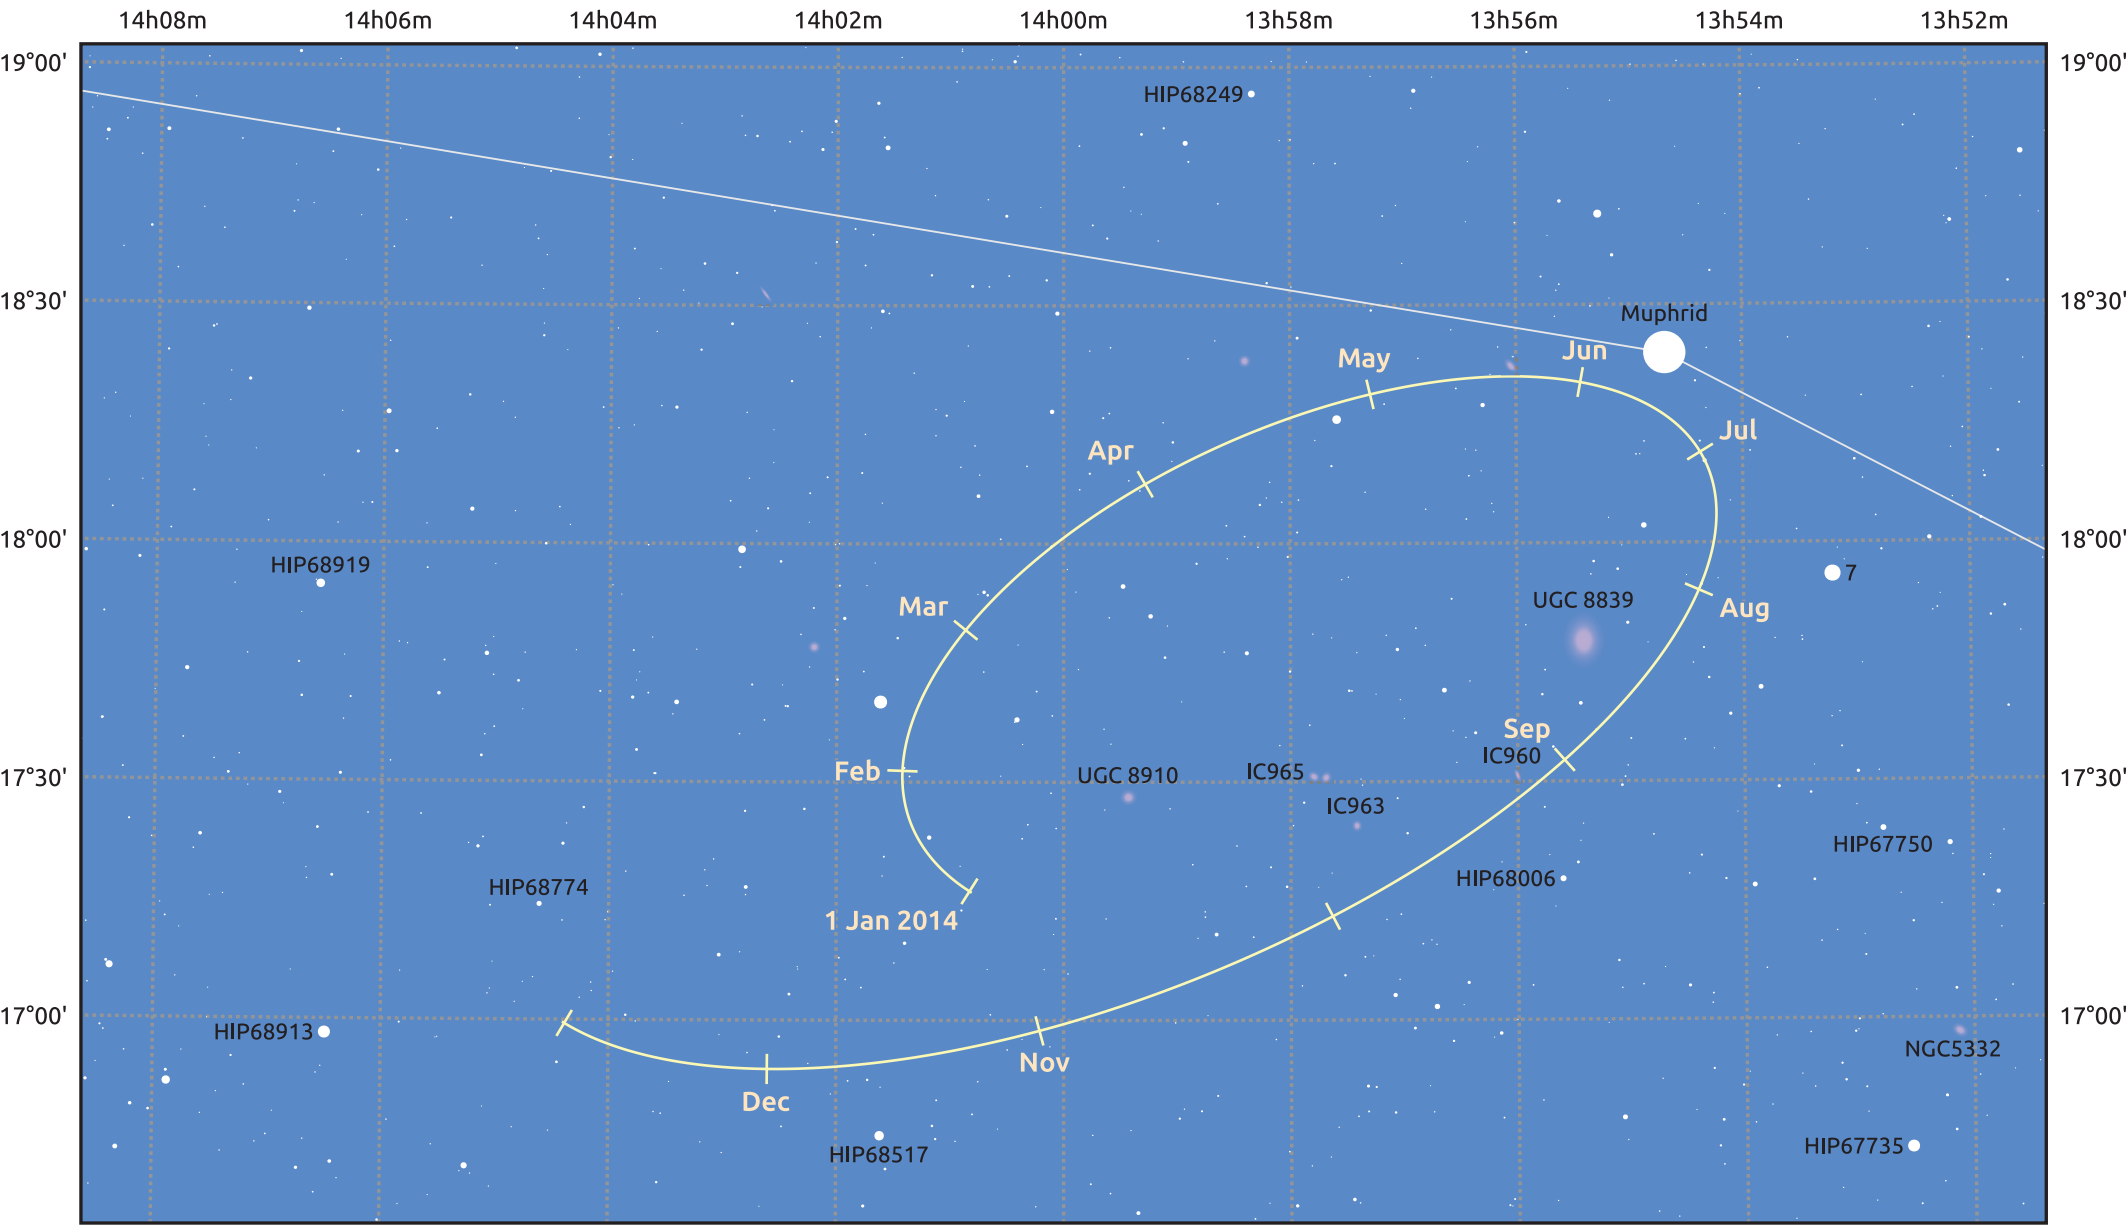 14h08m 14h06m 14h04m 14h02m 14h00m 13h58m 13h56m 13h54m 13h52m
19°00' 19°00'
HIP68249
18°30' 18°30'
Muphrid
Jun
May
Jul
Apr
18°00' 18°00'
HIP68919
7
UGC 8839
Mar
Aug
Sep
IC960
Feb
IC965
UGC 8910
17°30' 17°30'
IC963
HIP67750
HIP68006
HIP68774
1 Jan 2014
17°00' 17°00'
HIP68913
NGC5332
Nov
Dec
HIP67735
HIP68517